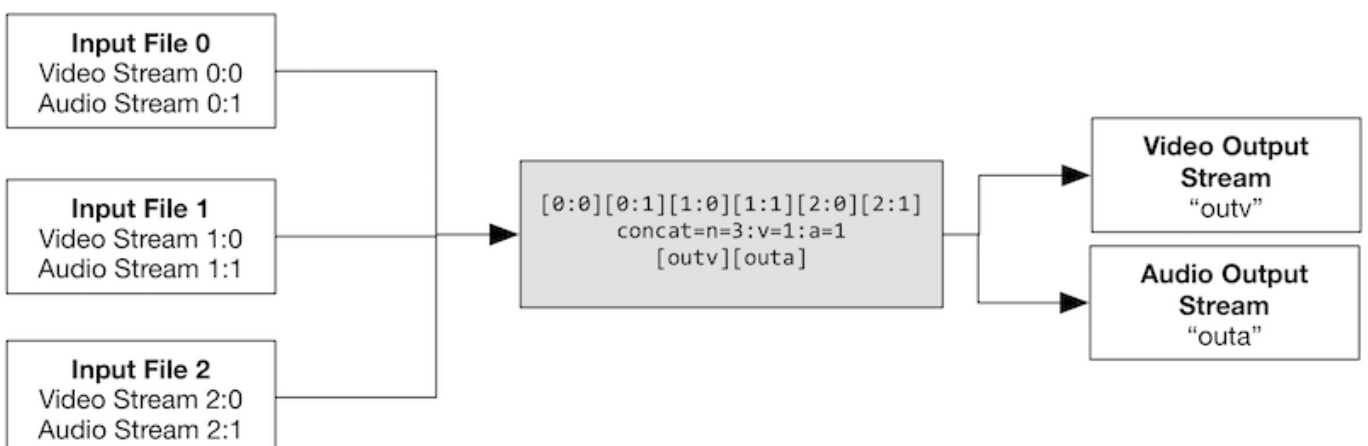 Input File 0
Video Stream 0:0
Audio Stream 0:1
Input File 1
Video Stream 1:0
Audio Stream 1:1
Input File 2
Video Stream 2:0
Audio Stream 2:1
[0:0][0:1][1:0][1:1][2:0][2:1]
concat=n=3:v=1:a=1
[outv][outa]
Video Output
Stream
“outv”
Audio Output
Stream
“outa”